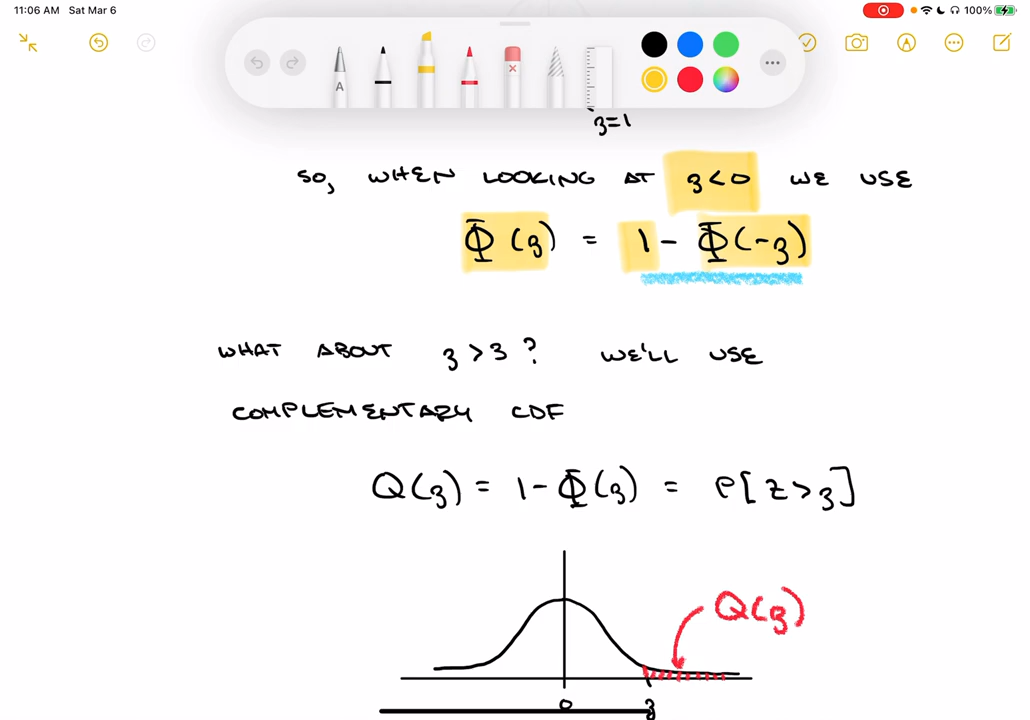 11:06 AM Sat Mar 6
100%
A
z=1
SO, WHEN LOOKING AT z<0 WE USE
Φ(z) = 1 - Φ(-z)
WHAT ABOUT z>3? WE'LL USE
COMPLEMENTARY CDF
Q(z) = 1-Φ(z) = P[Z>z]
Q(z)
0 z